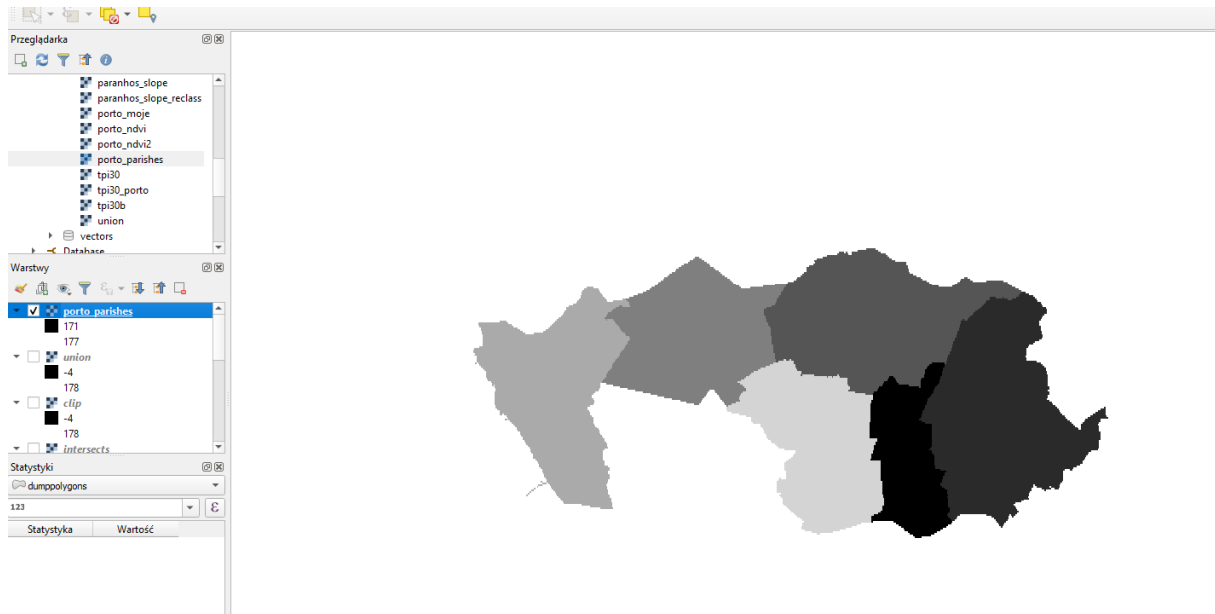 Przeglądarka
paranhos_slope
paranhos_slope_reclass
porto_moje
porto_ndvi
porto_ndvi2
porto_parishes
tpi30
tpi30_porto
tpi30b
union
vectors
Database
Warstwy
porto_parishes
171
177
union
-4
178
clip
-4
178
intersects
Statystyki
dumppolygons
123
ε
Statystyka Wartość